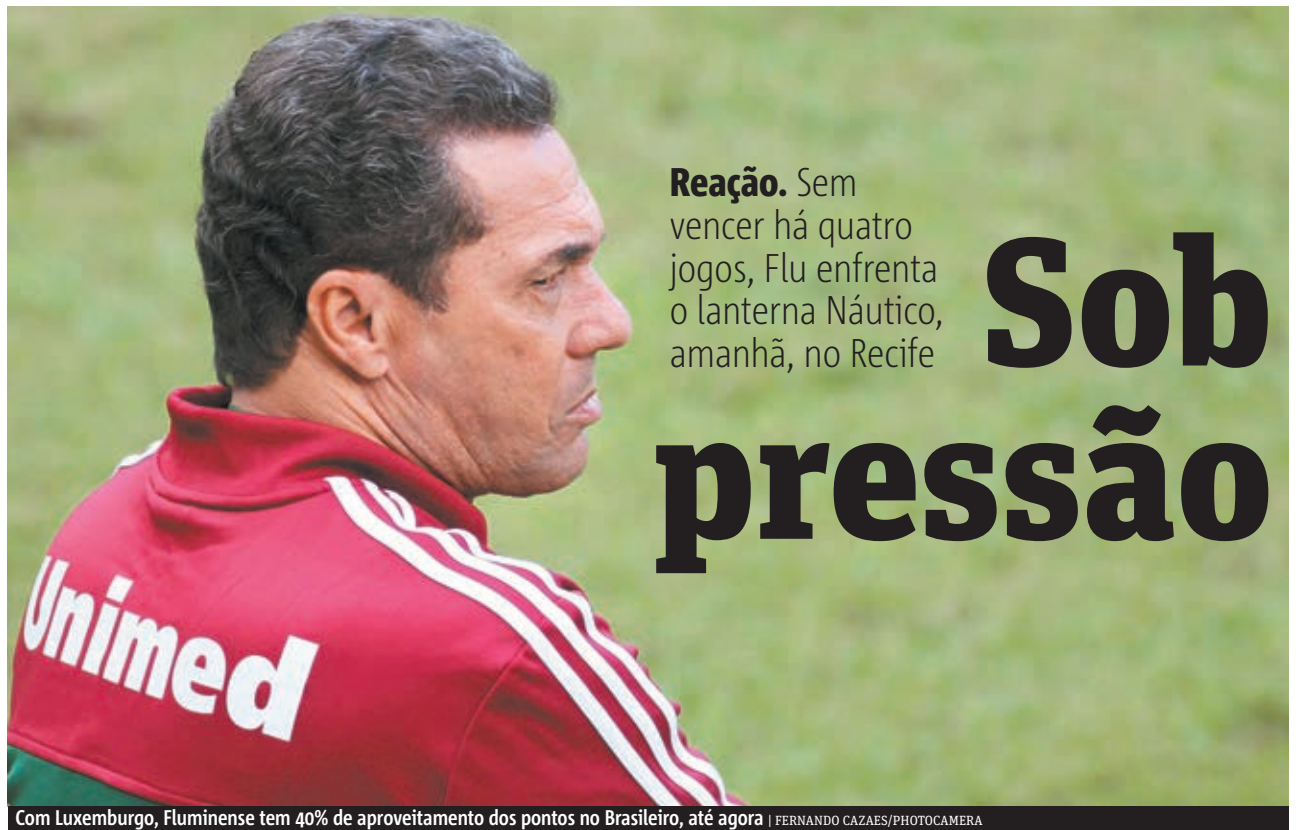 Reação. Sem
vencer há quatro
jogos, Flu enfrenta
o lanterna Náutico,
amanhã, no Recife
Sob
pressão
Unimed
Com Luxemburgo, Fluminense tem 40% de aproveitamento dos pontos no Brasileiro, até agora | FERNANDO CAZAES/PHOTOCAMERA